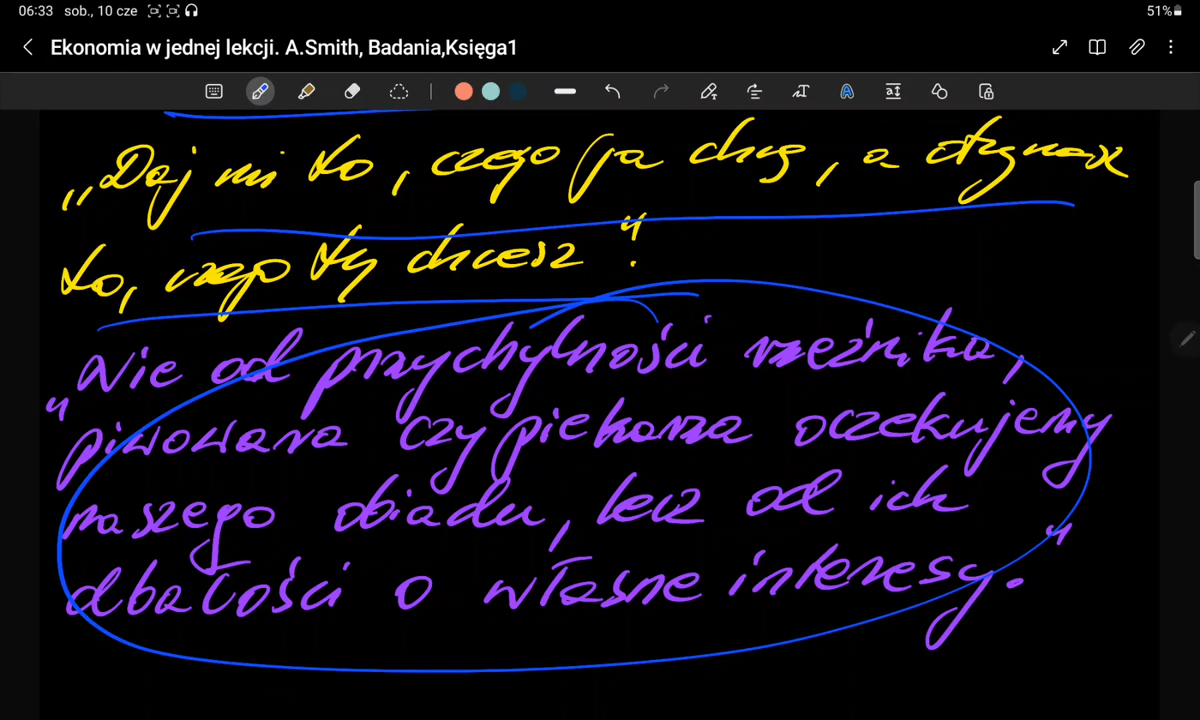 06:33 sob., 10 cze
51%
Ekonomia w jednej lekcji. A.Smith, Badania,Księga1
„Daj mi to, czego ja chcę, a otrzymasz
to, czego ty chcesz“.
„Nie od przychylności rzeźnika,
piwowara czy piekarza oczekujemy
naszego obiadu, lecz od ich
dbałości o własne interesy.“